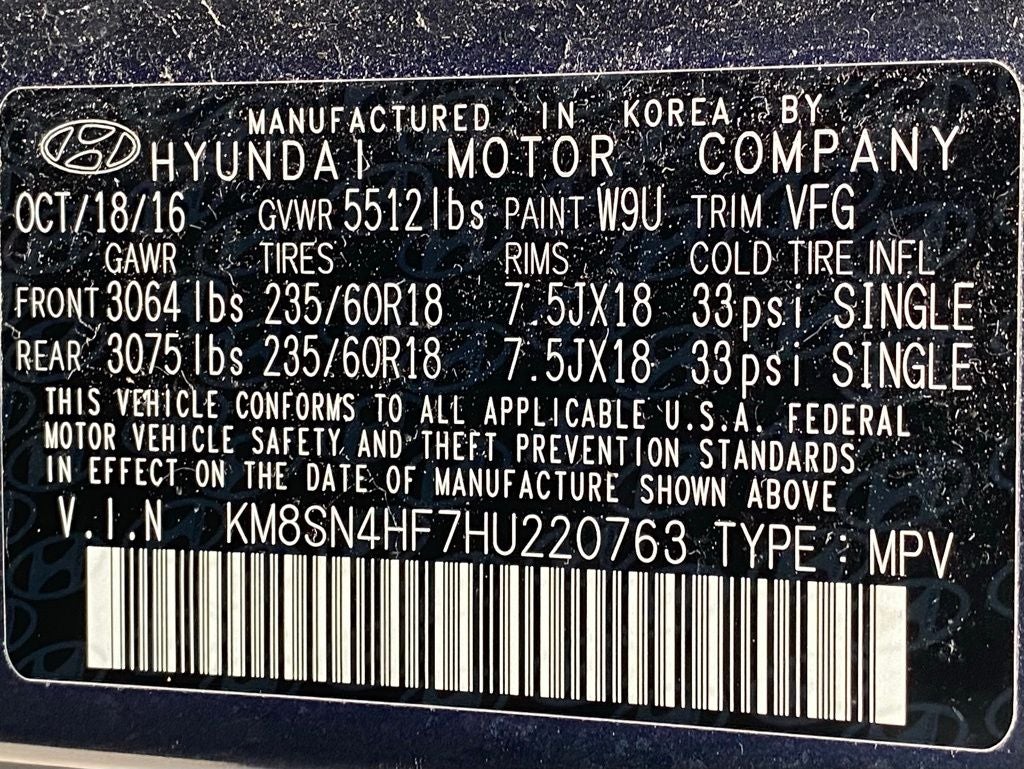 MANUFACTURED IN KOREA BY
HYUNDAI MOTOR COMPANY
OCT/18/16 GVWR 5512lbs PAINT W9U TRIM VFG
GAWR TIRES RIMS COLD TIRE INFL
FRONT 3064lbs 235/60R18 7.5JX18 33psi SINGLE
REAR 3075lbs 235/60R18 7.5JX18 33psi SINGLE
THIS VEHICLE CONFORMS TO ALL APPLICABLE U.S.A. FEDERAL
MOTOR VEHICLE SAFETY AND THEFT PREVENTION STANDARDS
IN EFFECT ON THE DATE OF MANUFACTURE SHOWN ABOVE
V.I.N KM8SN4HF7HU220763 TYPE : MPV